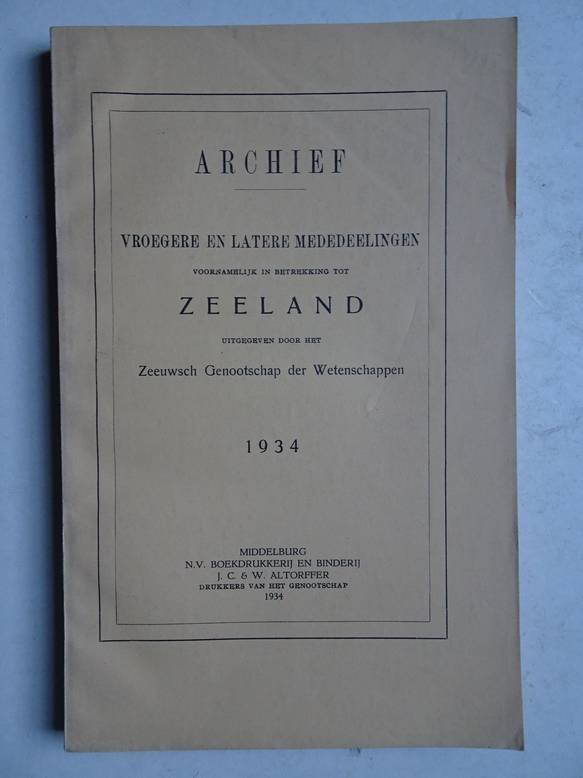 ARCHIEF
VROEGERE EN LATERE MEDEDEELINGEN
VOORNAMELIJK IN BETREKKING TOT
ZEELAND
UITGEGEVEN DOOR HET
Zeeuwsch Genootschap der Wetenschappen
1934
MIDDELBURG
N.V. BOEKDRUKKERIJ EN BINDERIJ
J. C. & W. ALTORFFER
DRUKKERS VAN HET GENOOTSCHAP
1934